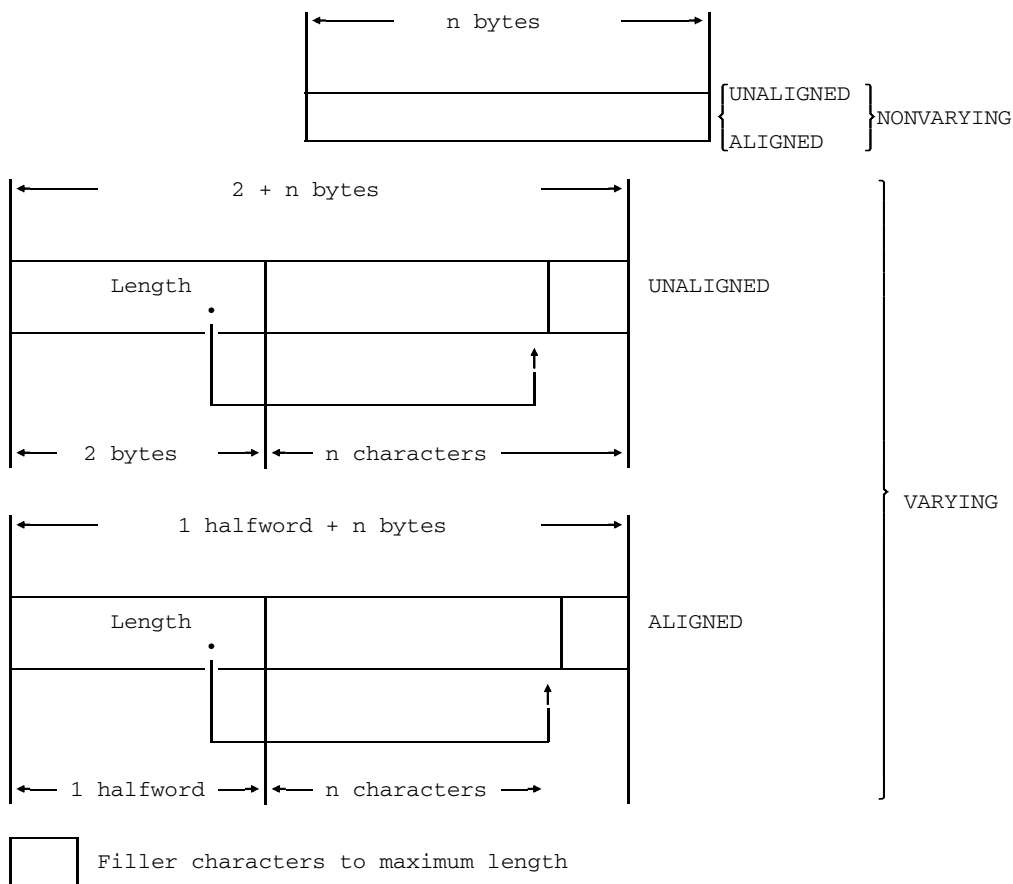 n bytes
UNALIGNED
NONVARYING
ALIGNED
2 + n bytes
Length
UNALIGNED
2 bytes
n characters
VARYING
1 halfword + n bytes
Length
ALIGNED
1 halfword
n characters
Filler characters to maximum length